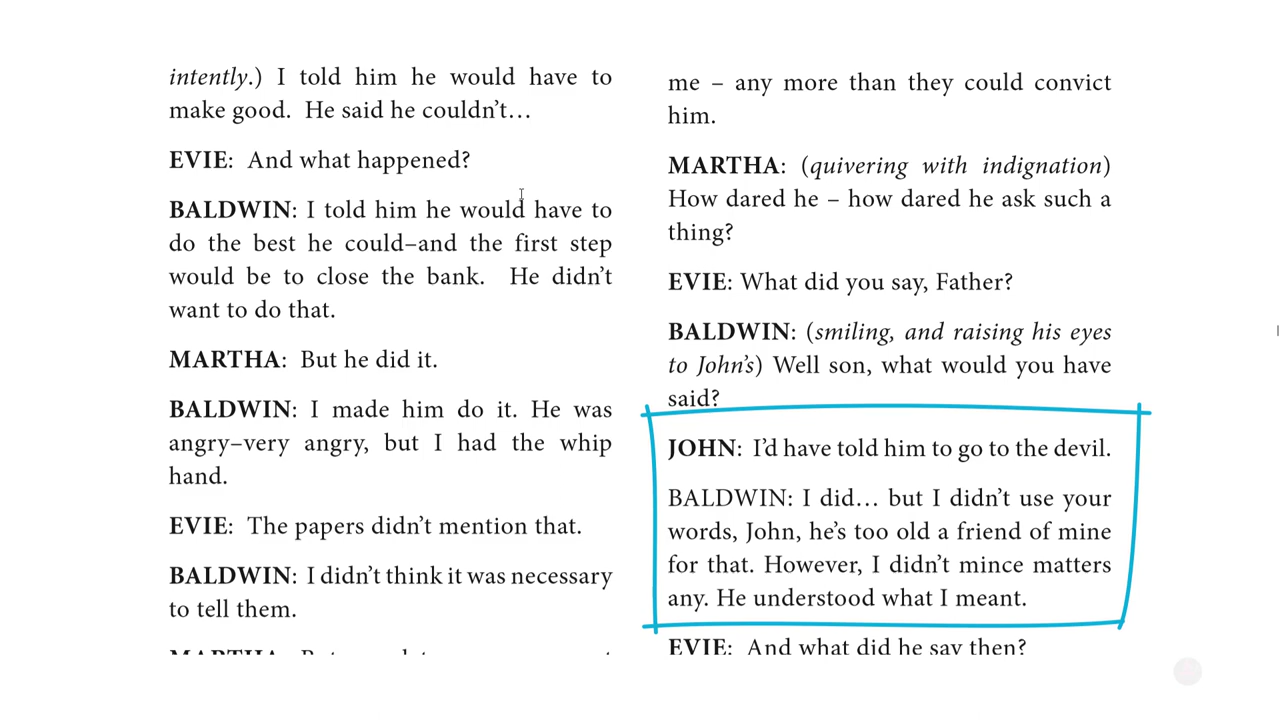 intently.) I told him he would have to
make good. He said he couldn't…
EVIE: And what happened?
BALDWIN: I told him he would have to
do the best he could–and the first step
would be to close the bank. He didn't
want to do that.
MARTHA: But he did it.
BALDWIN: I made him do it. He was
angry–very angry, but I had the whip
hand.
EVIE: The papers didn't mention that.
BALDWIN: I didn't think it was necessary
to tell them.
me – any more than they could convict
him.
MARTHA: (quivering with indignation)
How dared he – how dared he ask such a
thing?
EVIE: What did you say, Father?
BALDWIN: (smiling, and raising his eyes
to John's) Well son, what would you have
said?
JOHN: I'd have told him to go to the devil.
BALDWIN: I did… but I didn't use your
words, John, he's too old a friend of mine
for that. However, I didn't mince matters
any. He understood what I meant.
EVIE: And what did he say then?